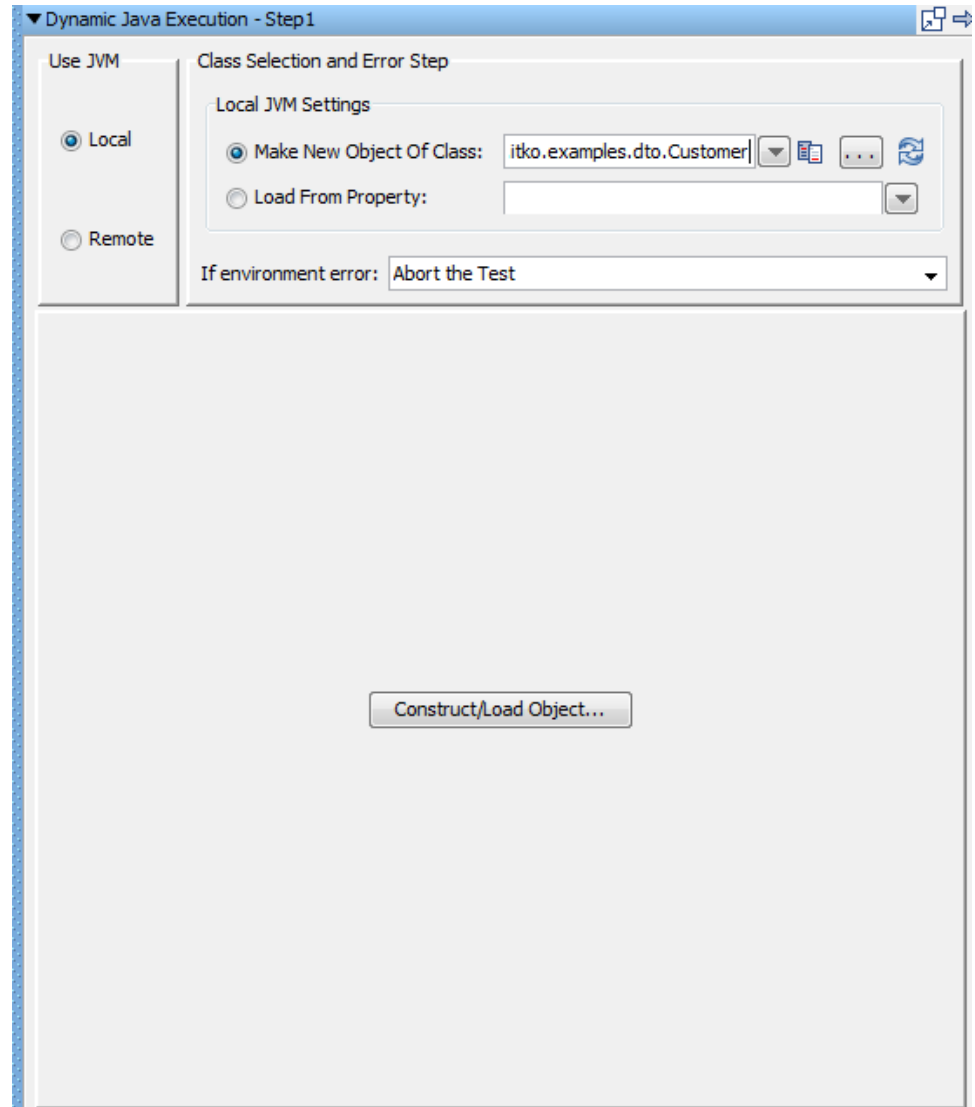 Dynamic Java Execution - Step1
Use JVM
Class Selection and Error Step
Local JVM Settings
Local
Make New Object Of Class: itko.examples.dto.Customer ...
Load From Property:
Remote
If environment error: Abort the Test
Construct/Load Object...